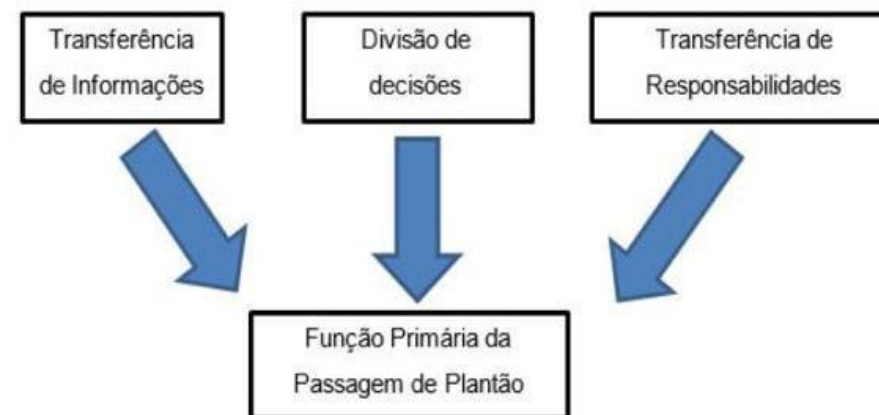 Transferência
de Informações
Divisão de
decisões
Transferência de
Responsabilidades
Função Primária da
Passagem de Plantão